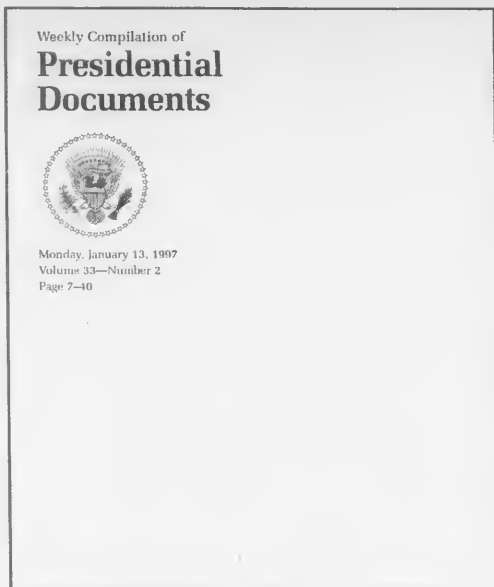 Weekly Compilation of
Presidential
Documents
Monday, January 13, 1997
Volume 33—Number 2
Page 7–40